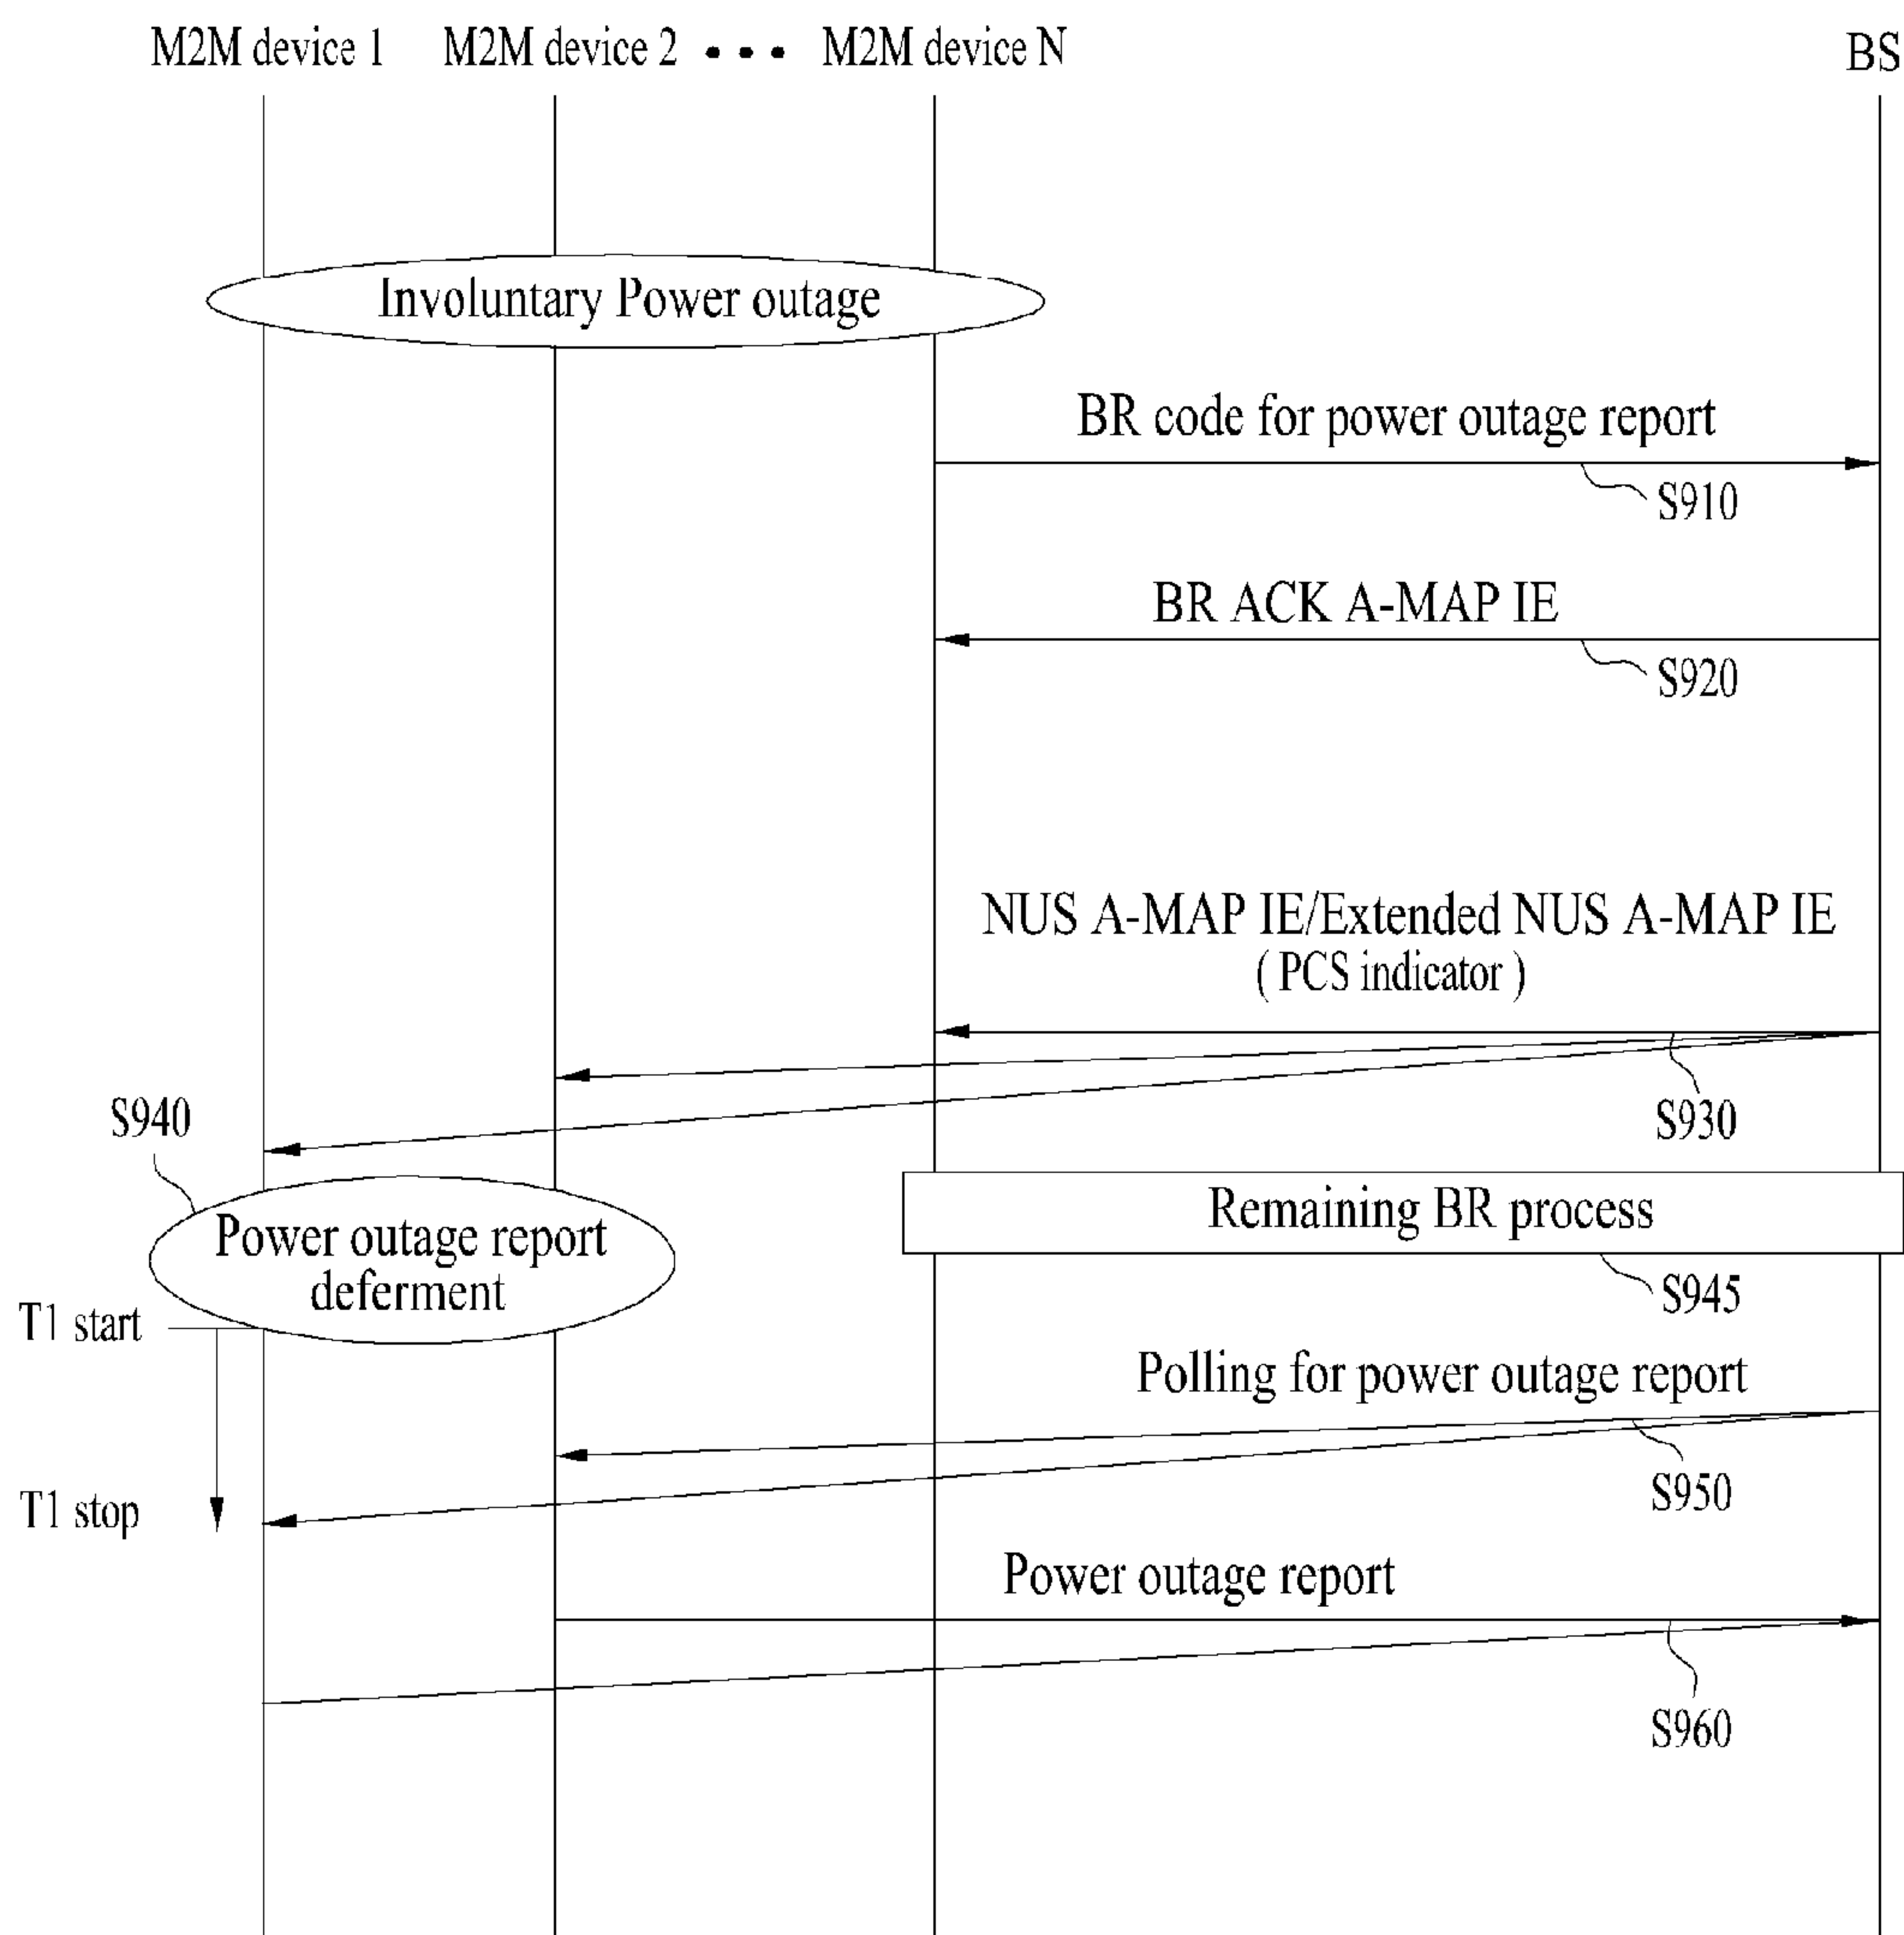 M2M device 1 M2M device 2 • • • M2M device N BS
Involuntary Power outage
BR code for power outage report
S910
BR ACK A-MAP IE
S920
NUS A-MAP IE/Extended NUS A-MAP IE
( PCS indicator )
S930
S940
Remaining BR process
Power outage report
deferment
S945
T1 start
Polling for power outage report
S950
T1 stop
Power outage report
S960